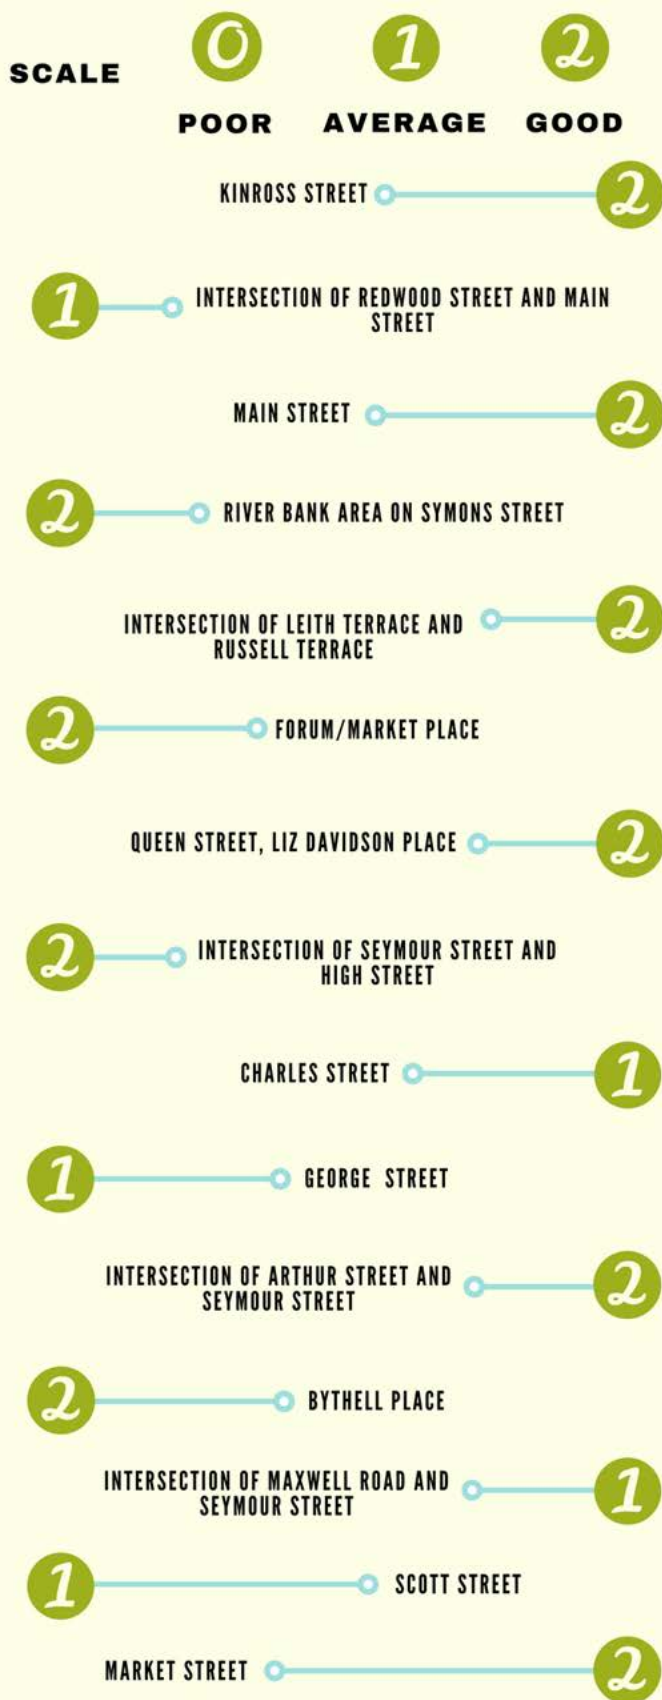 0 1 2
SCALE
POOR AVERAGE GOOD
KINROSS STREET 2
1 INTERSECTION OF REDWOOD STREET AND MAIN
STREET
MAIN STREET 2
2 RIVER BANK AREA ON SYMONS STREET
INTERSECTION OF LEITH TERRACE AND 2
RUSSELL TERRACE
2 FORUM/MARKET PLACE
QUEEN STREET, LIZ DAVIDSON PLACE 2
2 INTERSECTION OF SEYMOUR STREET AND
HIGH STREET
CHARLES STREET 1
1 GEORGE STREET
INTERSECTION OF ARTHUR STREET AND 2
SEYMOUR STREET
2 BYTHELL PLACE
INTERSECTION OF MAXWELL ROAD AND 1
SEYMOUR STREET
1 SCOTT STREET
MARKET STREET 2